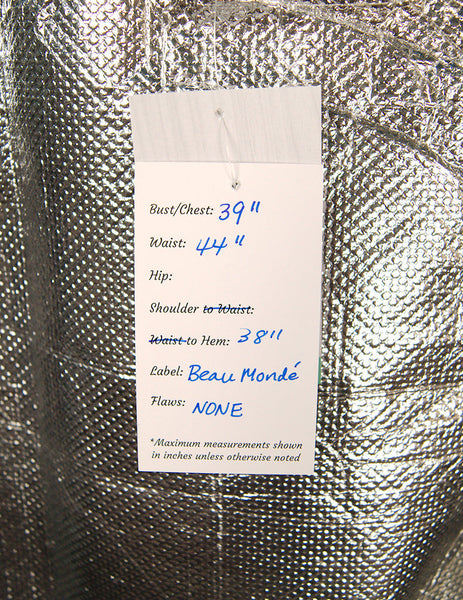 Bust/Chest: 39"
Waist: 44"
Hip:
Shoulder to Waist:
Waist to Hem: 38"
Label: Beau Mondé
Flaws: NONE
*Maximum measurements shown
in inches unless otherwise noted